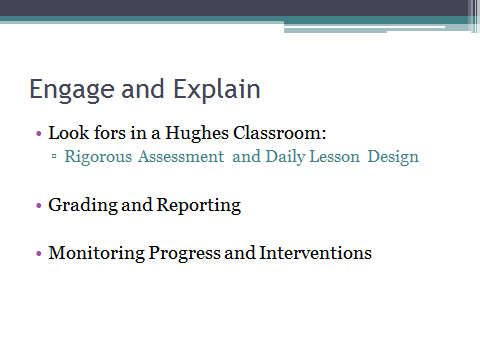 Engage and Explain
• Look fors in a Hughes Classroom:
▫ Rigorous Assessment and Daily Lesson Design
• Grading and Reporting
• Monitoring Progress and Interventions